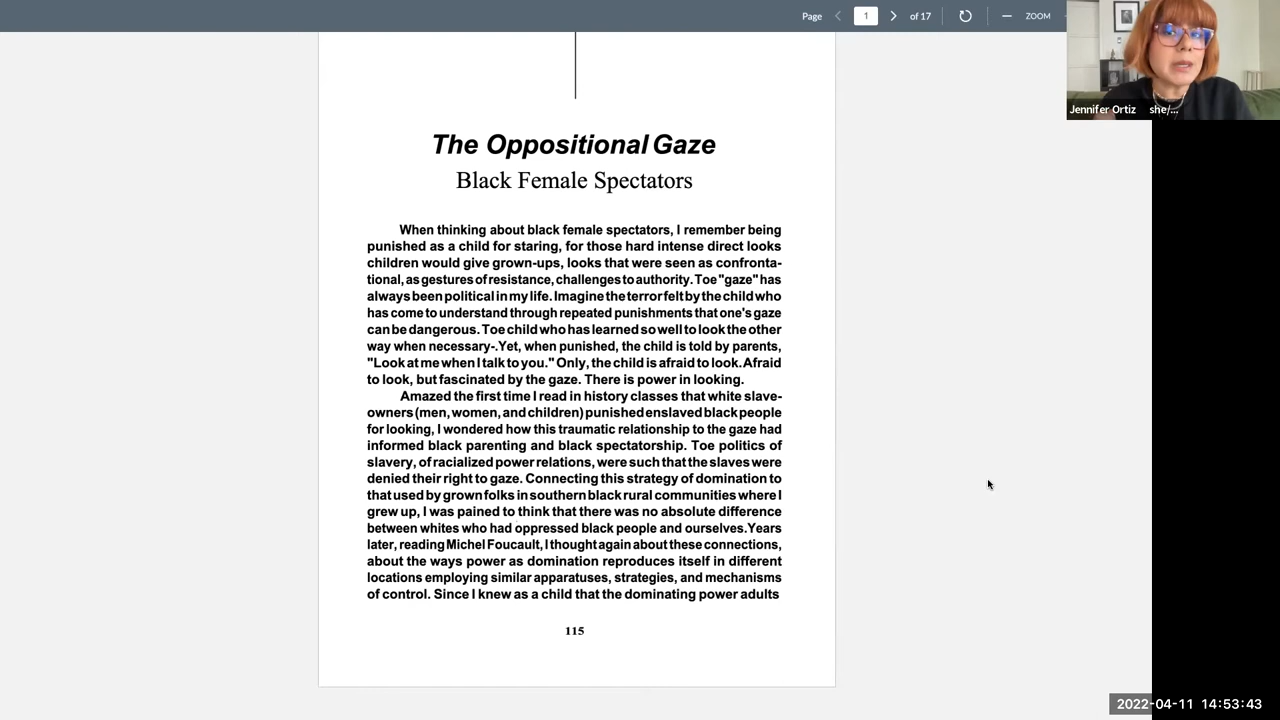 Page 1 of 17 ZOOM
Jennifer Ortiz she/...
The Oppositional Gaze
Black Female Spectators
When thinking about black female spectators, I remember being
punished as a child for staring, for those hard intense direct looks
children would give grown-ups, looks that were seen as confronta-
tional, as gestures of resistance, challenges to authority. Toe "gaze" has
always been political in my life. Imagine the terror felt by the child who
has come to understand through repeated punishments that one's gaze
can be dangerous. Toe child who has learned so well to look the other
way when necessary-.Yet, when punished, the child is told by parents,
"Look at me when I talk to you." Only, the child is afraid to look. Afraid
to look, but fascinated by the gaze. There is power in looking.
Amazed the first time I read in history classes that white slave-
owners (men, women, and children) punished enslaved black people
for looking, I wondered how this traumatic relationship to the gaze had
informed black parenting and black spectatorship. Toe politics of
slavery, of racialized power relations, were such that the slaves were
denied their right to gaze. Connecting this strategy of domination to
that used by grown folks in southern black rural communities where I
grew up, I was pained to think that there was no absolute difference
between whites who had oppressed black people and ourselves.Years
later, reading Michel Foucault, I thought again about these connections,
about the ways power as domination reproduces itself in different
locations employing similar apparatuses, strategies, and mechanisms
of control. Since I knew as a child that the dominating power adults
115
2022-04-11 14:53:43